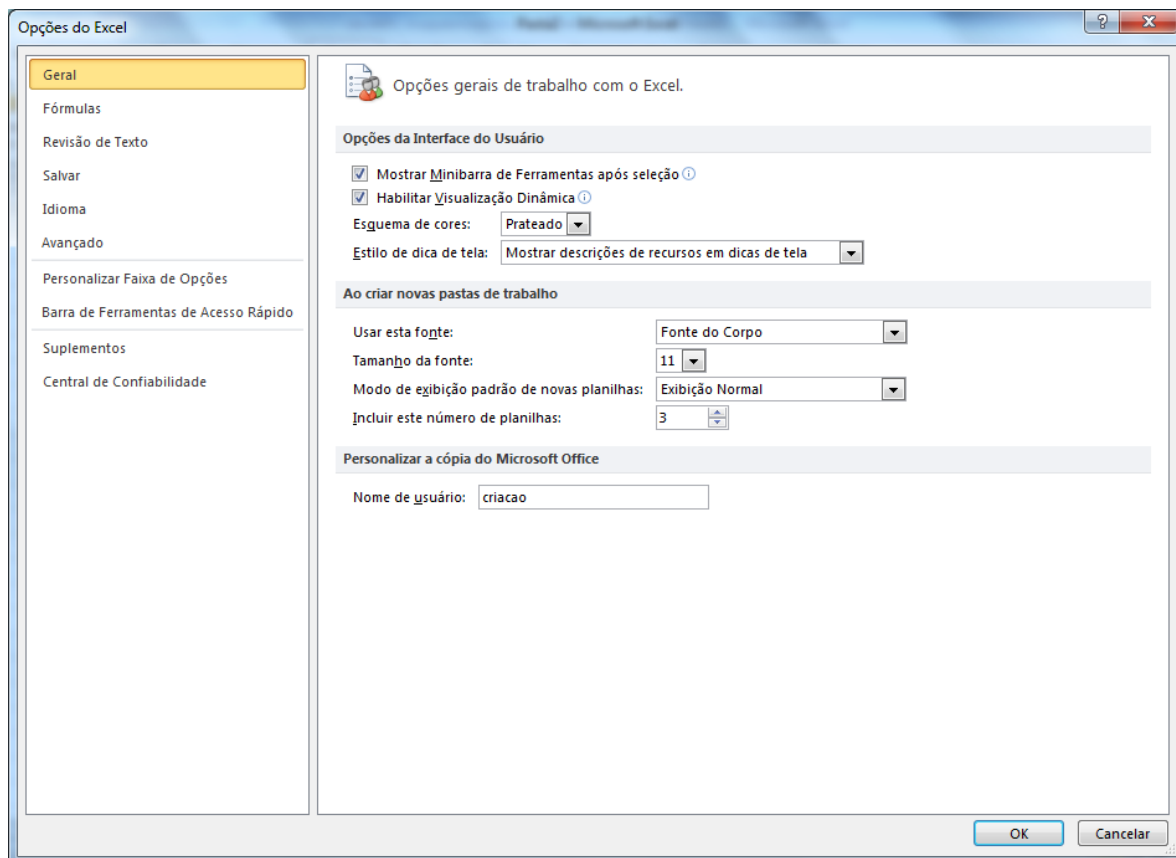 Opções do Excel
Geral
Fórmulas
Revisão de Texto
Salvar
Idioma
Avançado
Personalizar Faixa de Opções
Barra de Ferramentas de Acesso Rápido
Suplementos
Central de Confiabilidade
Opções gerais de trabalho com o Excel.
Opções da Interface do Usuário
Mostrar Minibarra de Ferramentas após seleção
Habilitar Visualização Dinâmica
Esquema de cores: Prateado
Estilo de dica de tela: Mostrar descrições de recursos em dicas de tela
Ao criar novas pastas de trabalho
Usar esta fonte: Fonte do Corpo
Tamanho da fonte: 11
Modo de exibição padrão de novas planilhas: Exibição Normal
Incluir este número de planilhas: 3
Personalizar a cópia do Microsoft Office
Nome de usuário: criacao
OK Cancelar